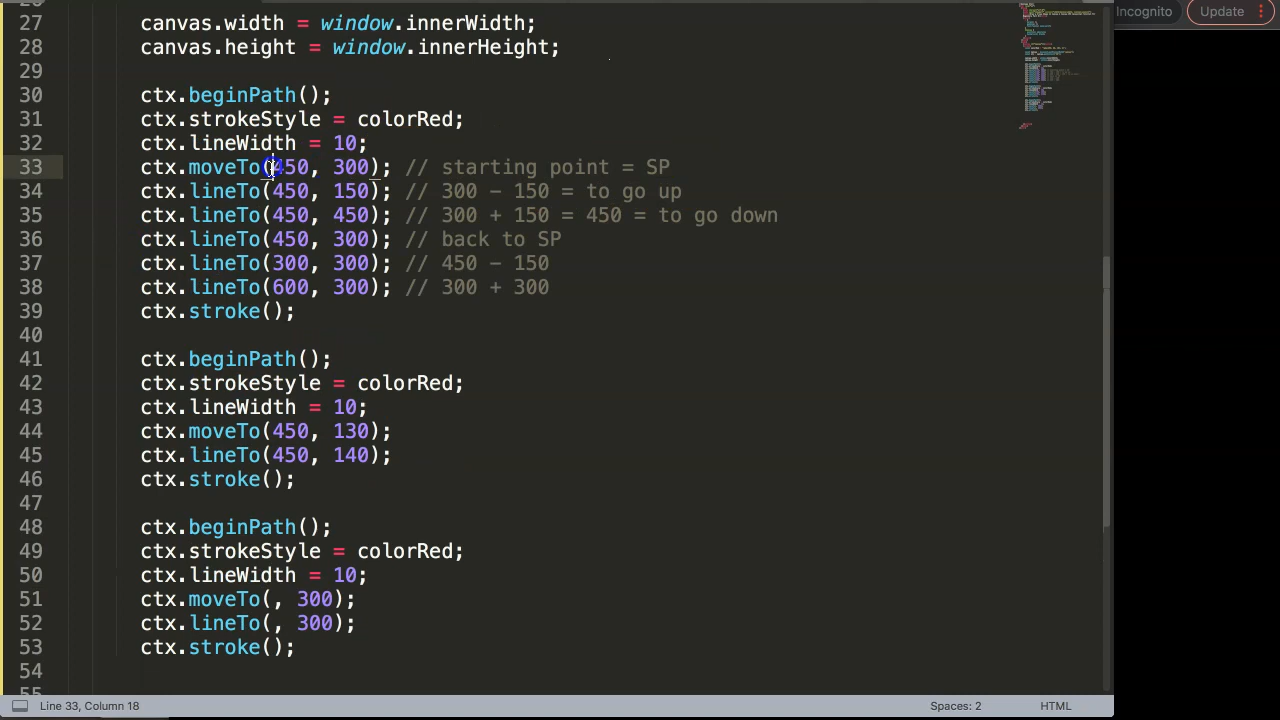 Incognito
Update
27 canvas.width = window.innerWidth;
28 canvas.height = window.innerHeight;
29
30 ctx.beginPath();
31 ctx.strokeStyle = colorRed;
32 ctx.lineWidth = 10;
33 ctx.moveTo(450, 300); // starting point = SP
34 ctx.lineTo(450, 150); // 300 - 150 = to go up
35 ctx.lineTo(450, 450); // 300 + 150 = 450 = to go down
36 ctx.lineTo(450, 300); // back to SP
37 ctx.lineTo(300, 300); // 450 - 150
38 ctx.lineTo(600, 300); // 300 + 300
39 ctx.stroke();
40
41 ctx.beginPath();
42 ctx.strokeStyle = colorRed;
43 ctx.lineWidth = 10;
44 ctx.moveTo(450, 130);
45 ctx.lineTo(450, 140);
46 ctx.stroke();
47
48 ctx.beginPath();
49 ctx.strokeStyle = colorRed;
50 ctx.lineWidth = 10;
51 ctx.moveTo(, 300);
52 ctx.lineTo(, 300);
53 ctx.stroke();
54
Line 33, Column 18
Spaces: 2
HTML